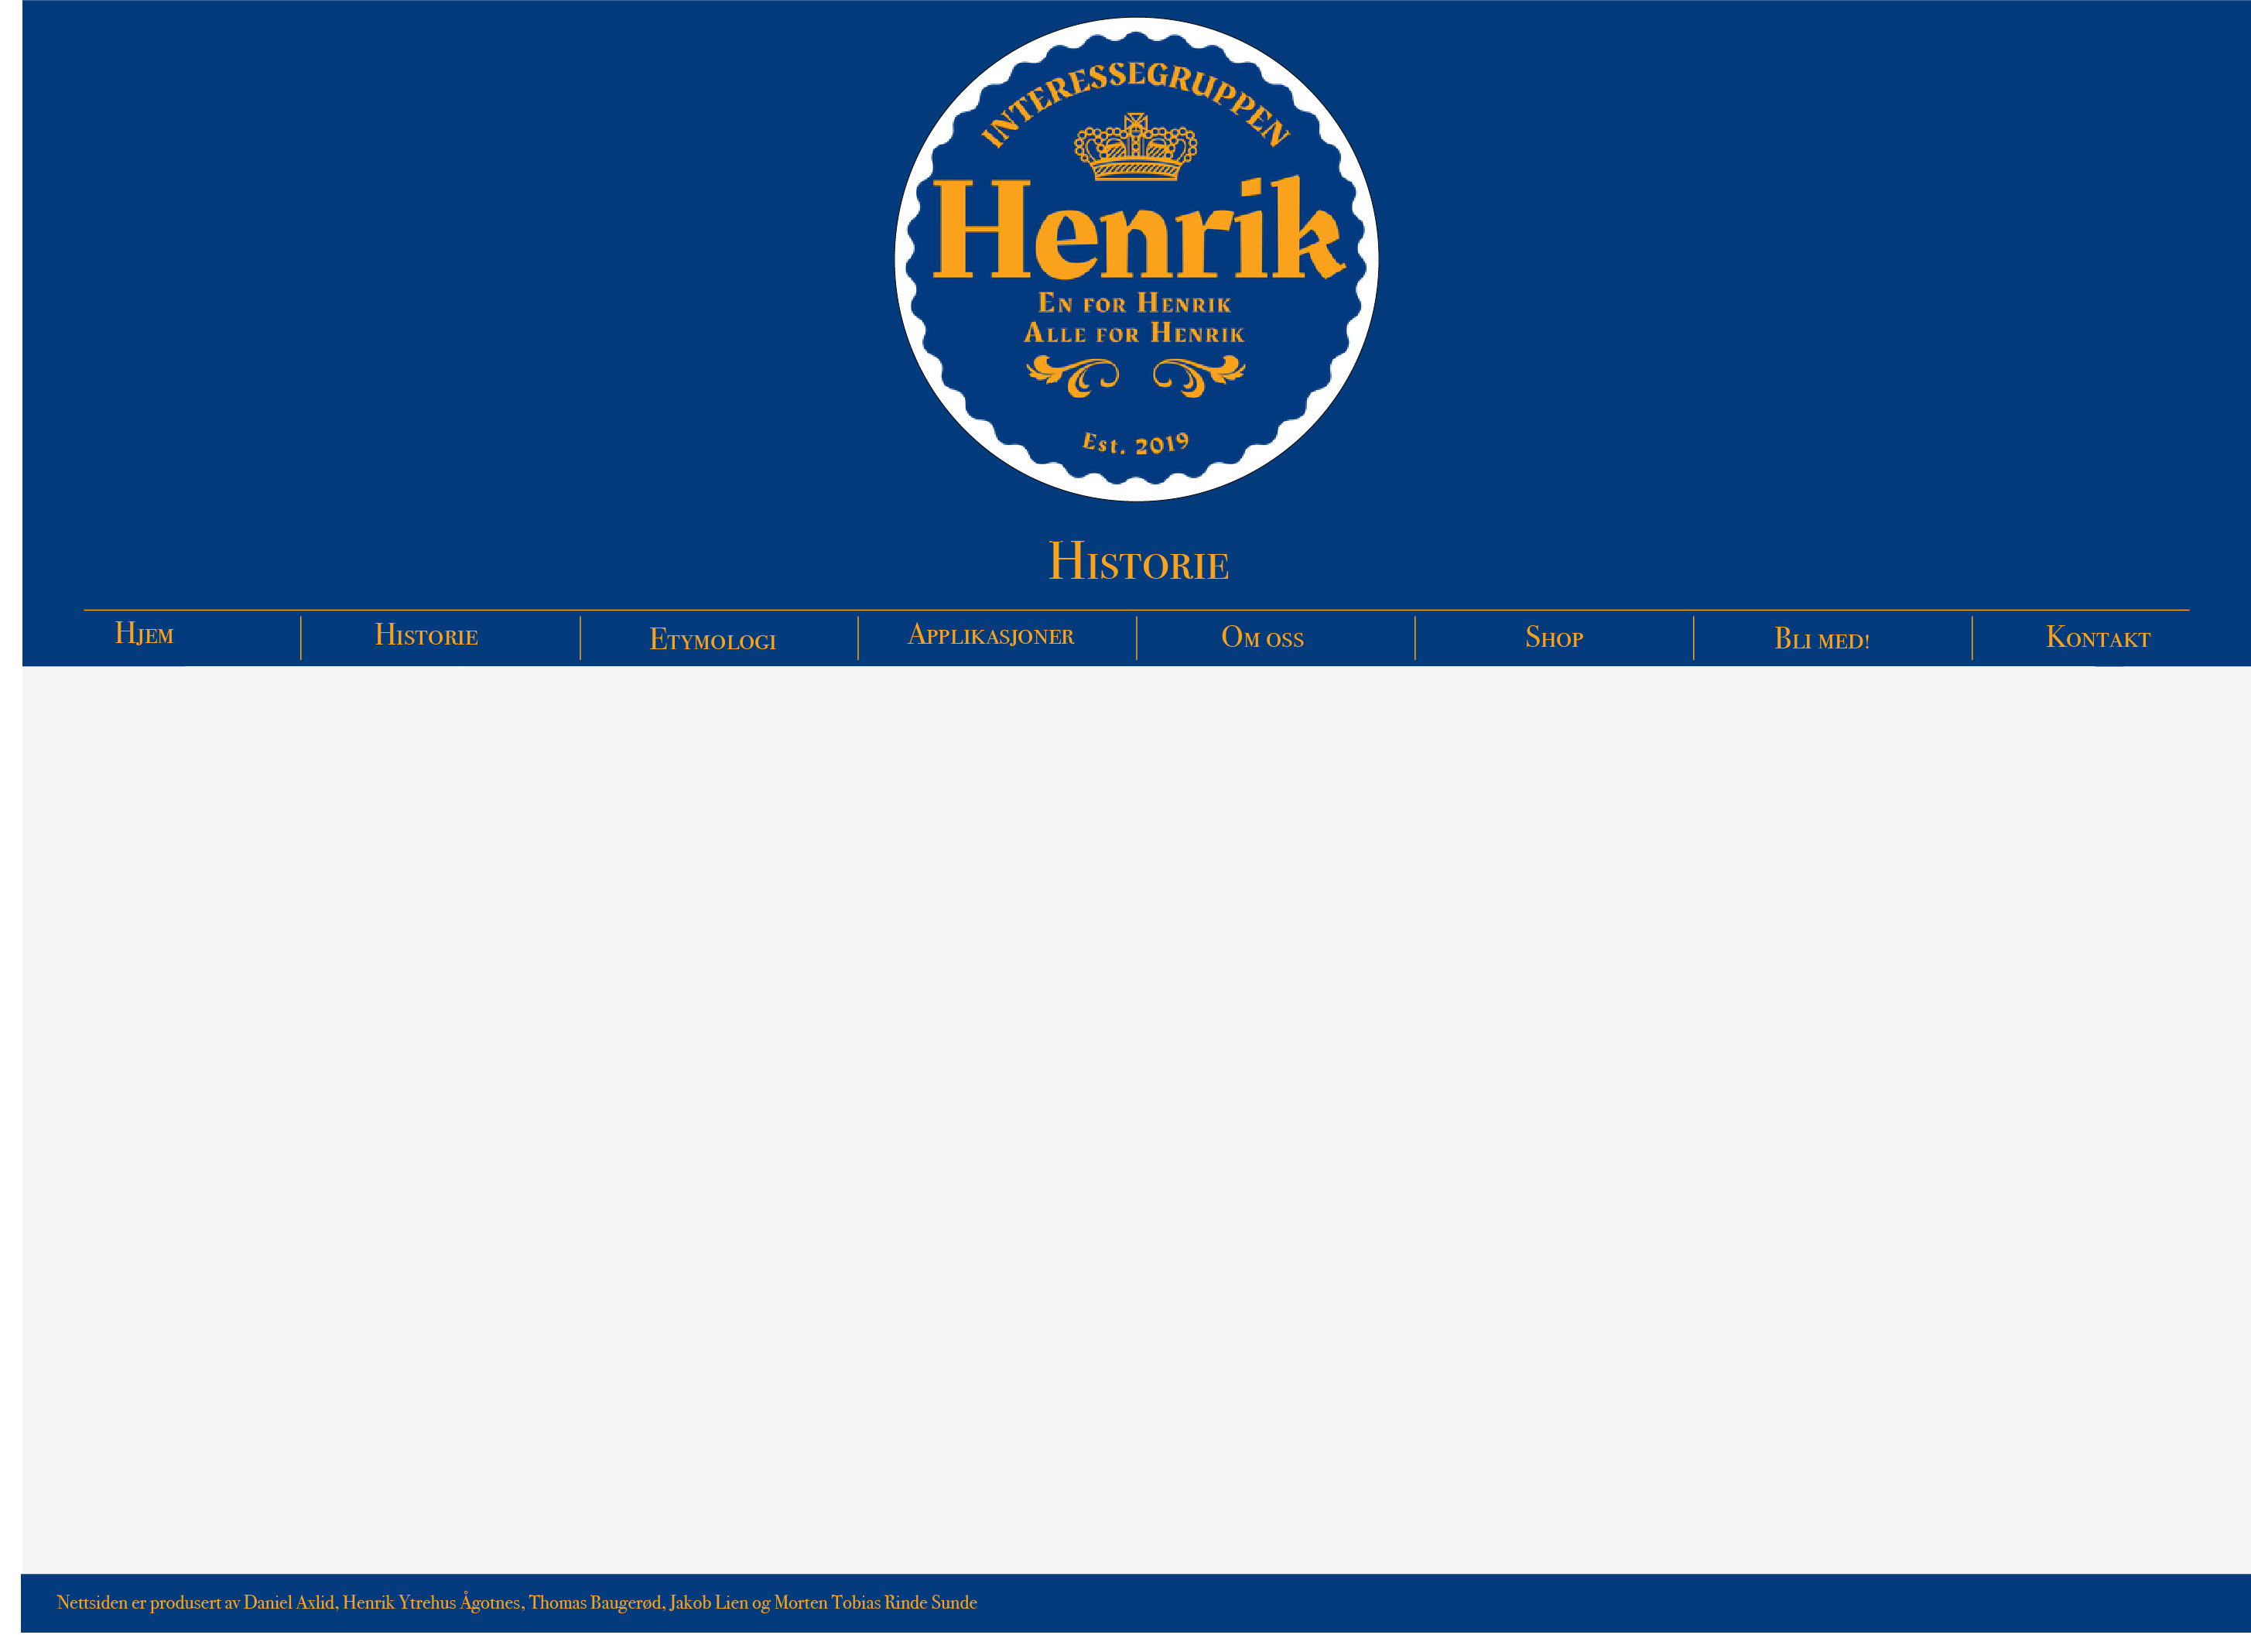 INTERESSEGRUPPEN
Henrik
En for Henrik
Alle for Henrik
Est. 2019
Historie
Hjem Historie Etymologi Applikasjoner Om oss Shop Bli med! Kontakt
Nettsiden er produsert av Daniel Axlid, Henrik Ytrehus Ågotnes, Thomas Baugerød, Jakob Lien og Morten Tobias Rinde Sunde